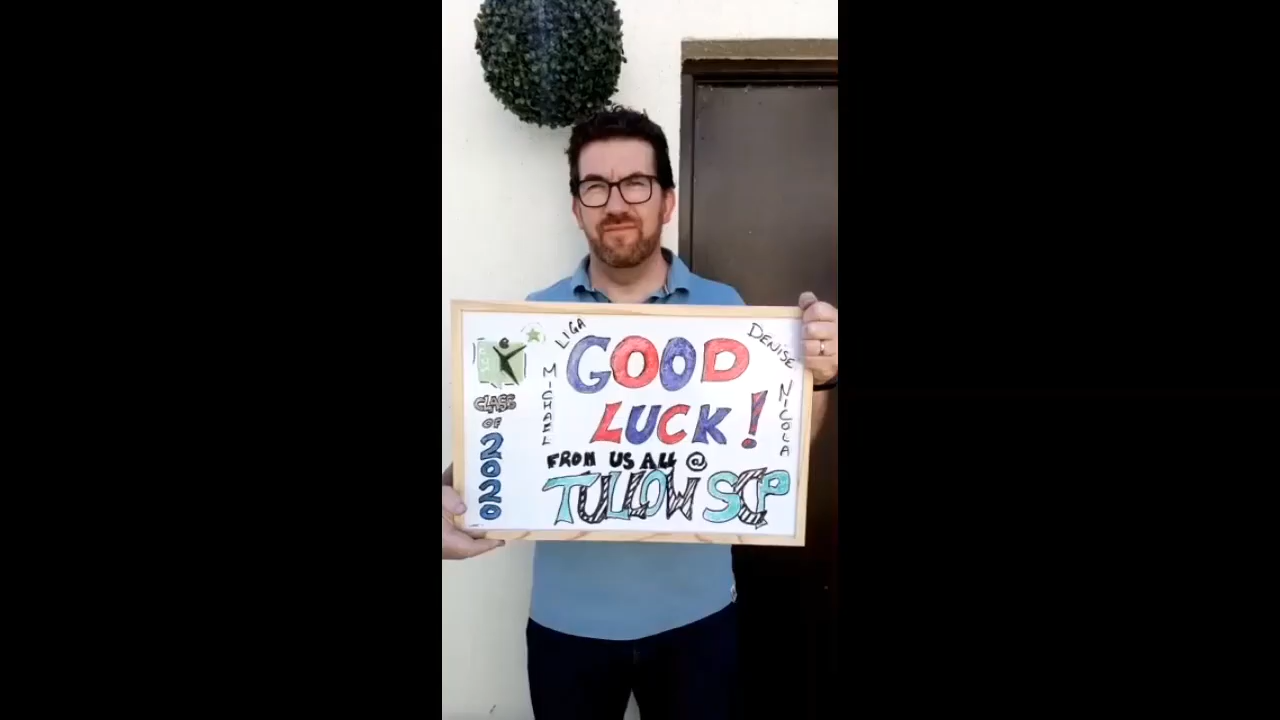 LIGA
GOOD
DENISE
MICHAEL
LUCK!
NICOLA
CLASS
OF
2020
FROM US ALL @
TULLOW SCP